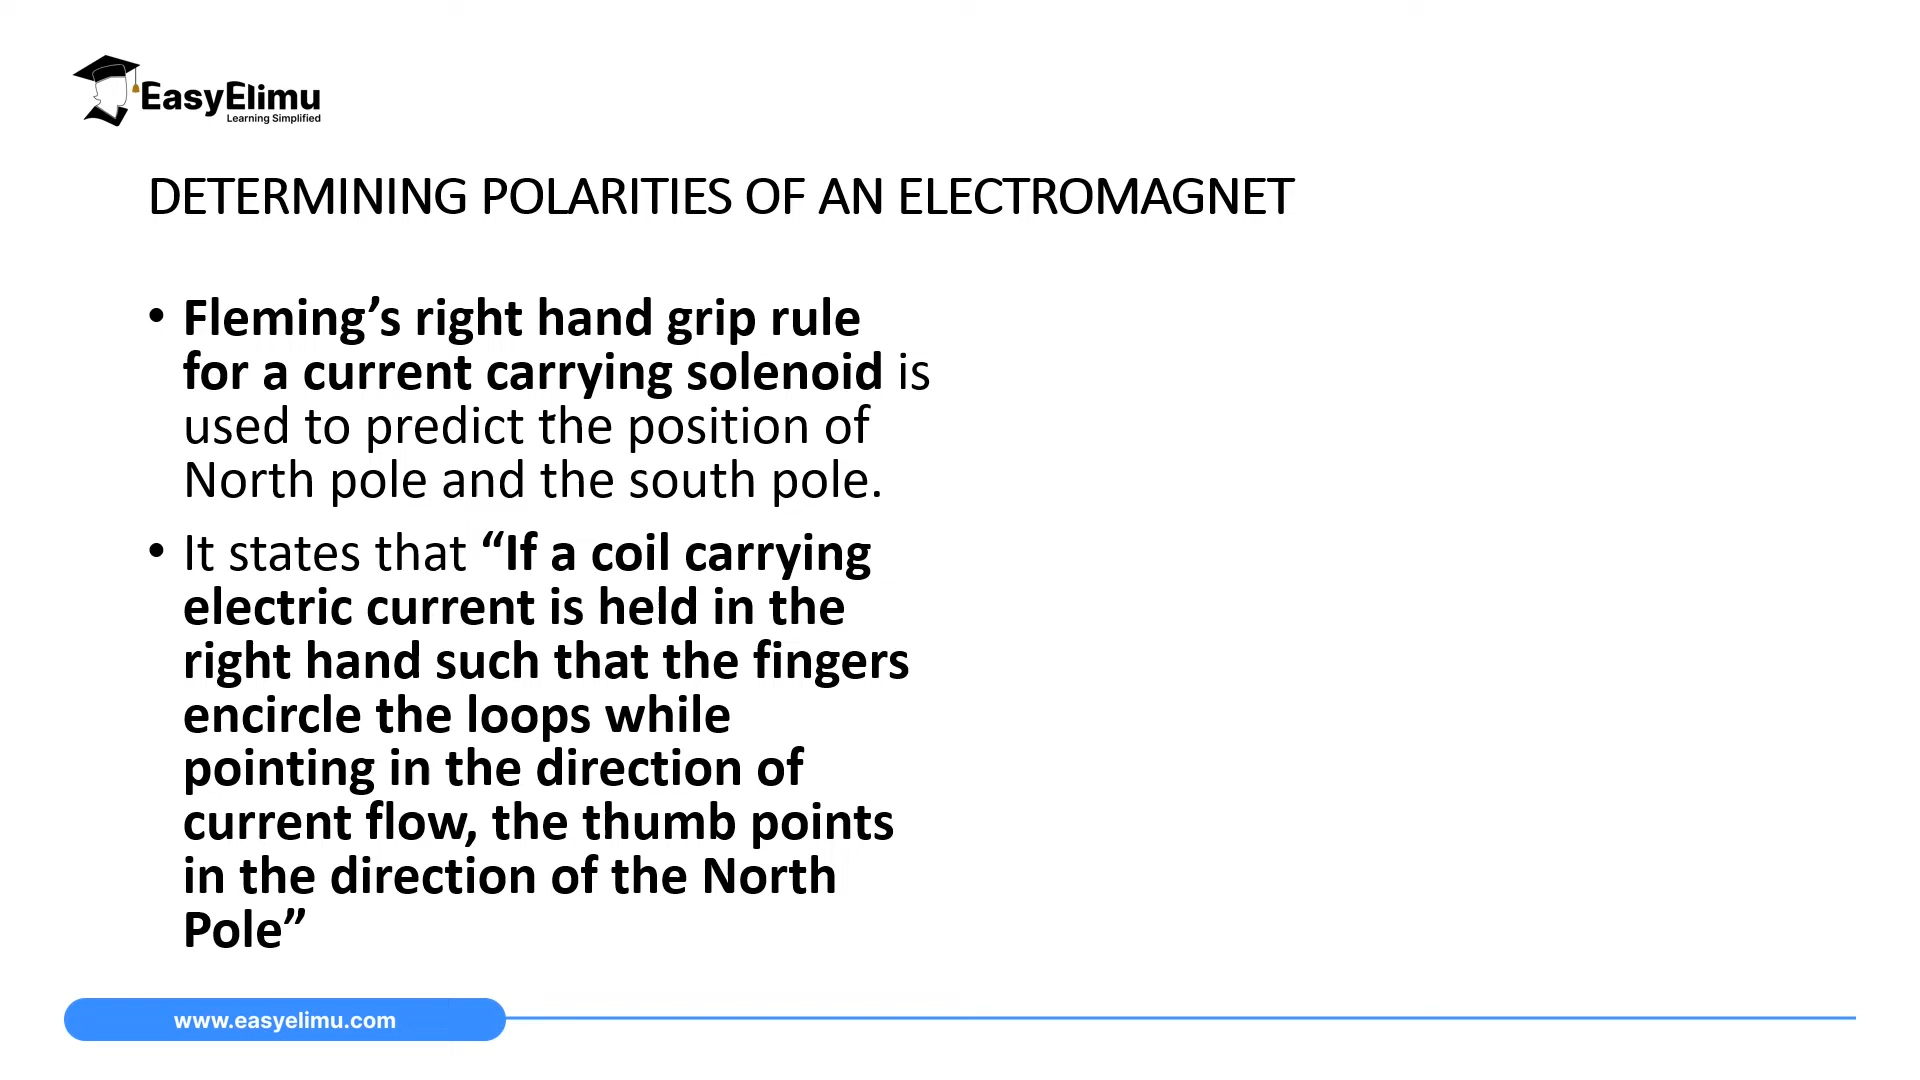 EasyElimu
Learning Simplified
DETERMINING POLARITIES OF AN ELECTROMAGNET
• Fleming’s right hand grip rule
for a current carrying solenoid is
used to predict the position of
North pole and the south pole.
• It states that “If a coil carrying
electric current is held in the
right hand such that the fingers
encircle the loops while
pointing in the direction of
current flow, the thumb points
in the direction of the North
Pole”
www.easyelimu.com